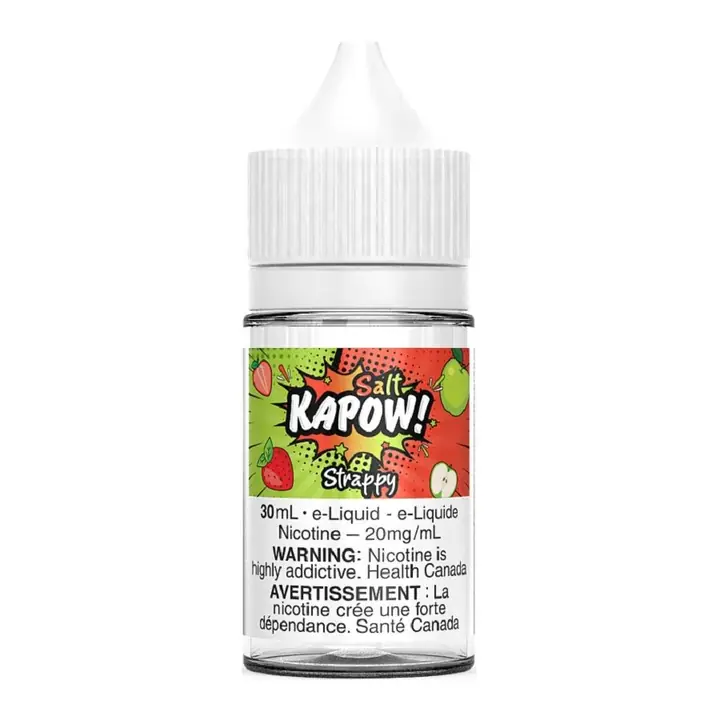 Salt
KAPOW!
Strappy
30mL • e-Liquid - e-Liquide
Nicotine – 20mg/mL
WARNING: Nicotine is
highly addictive. Health Canada
AVERTISSEMENT : La
nicotine crée une forte
dépendance. Santé Canada